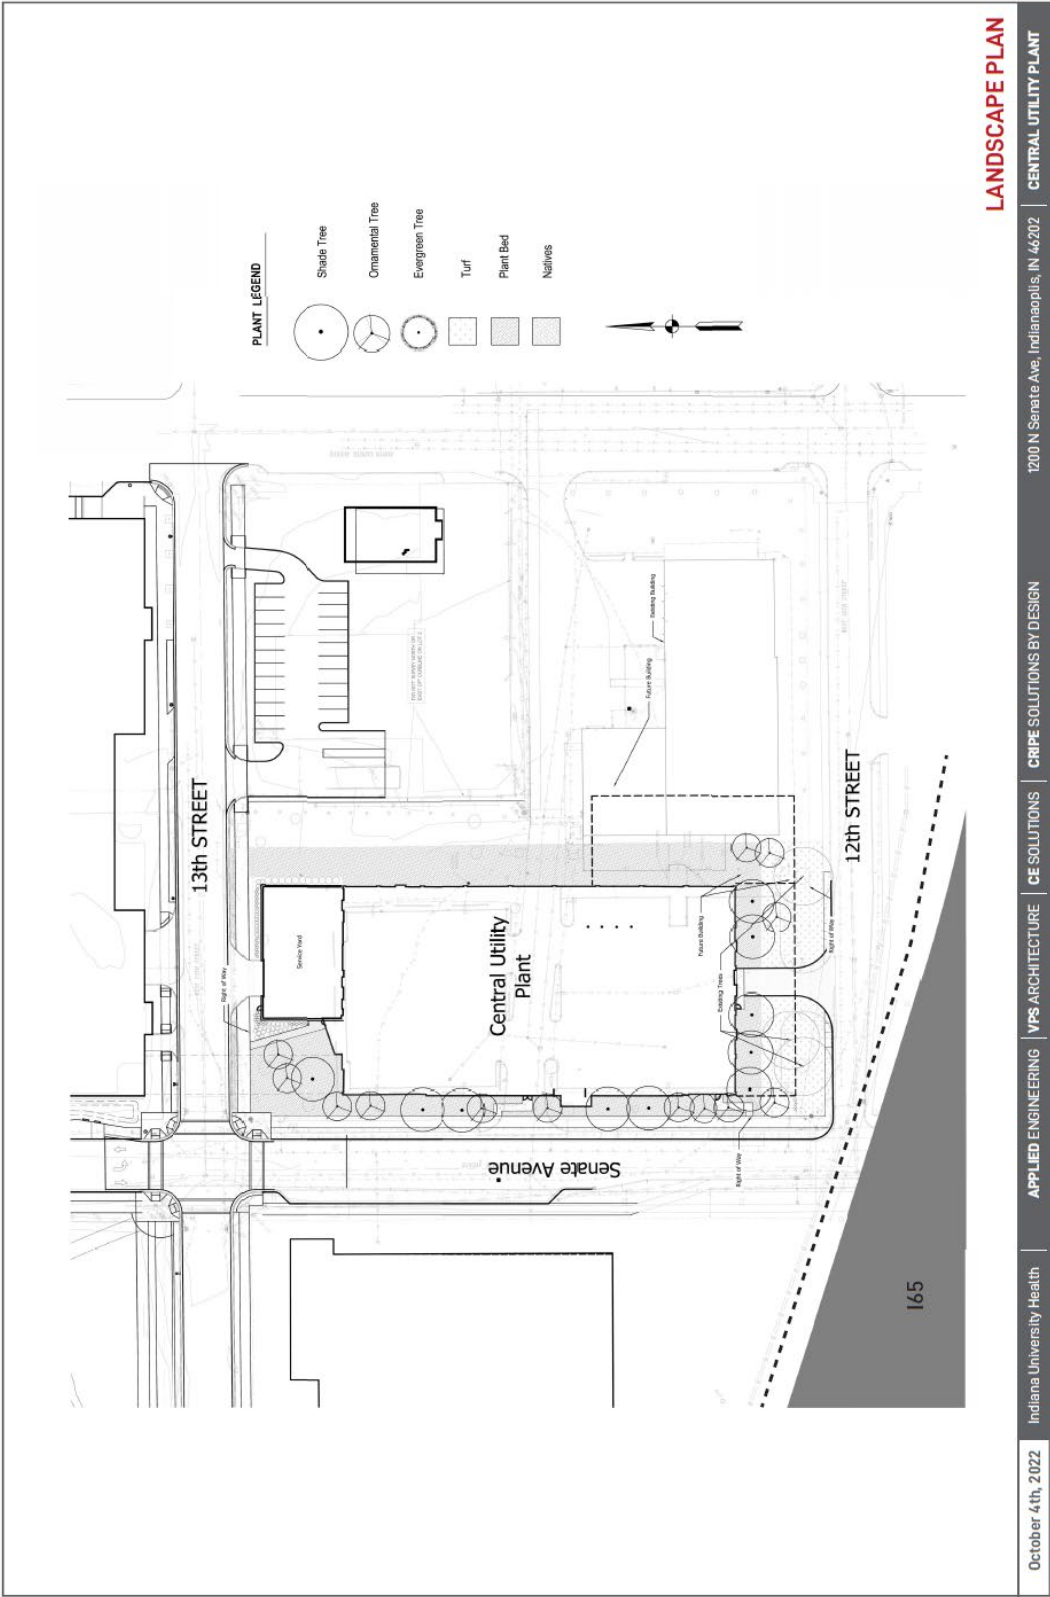 LANDSCAPE PLAN
PLANT LEGEND
Shade Tree
Ornamental Tree
Evergreen Tree
Turf
Plant Bed
Natives
13th STREET
Right of Way
Service Yard
Central Utility
Plant
Senate Avenue
Existing Building
Future Building
Future Building
Existing Trees
Right of Way
Right of Way
12th STREET
I65
October 4th, 2022
Indiana University Health
APPLIED ENGINEERING | VPS ARCHITECTURE | CE SOLUTIONS | CRIPE SOLUTIONS BY DESIGN
1200 N Senate Ave, Indianaoplis, IN 46202 | CENTRAL UTILITY PLANT